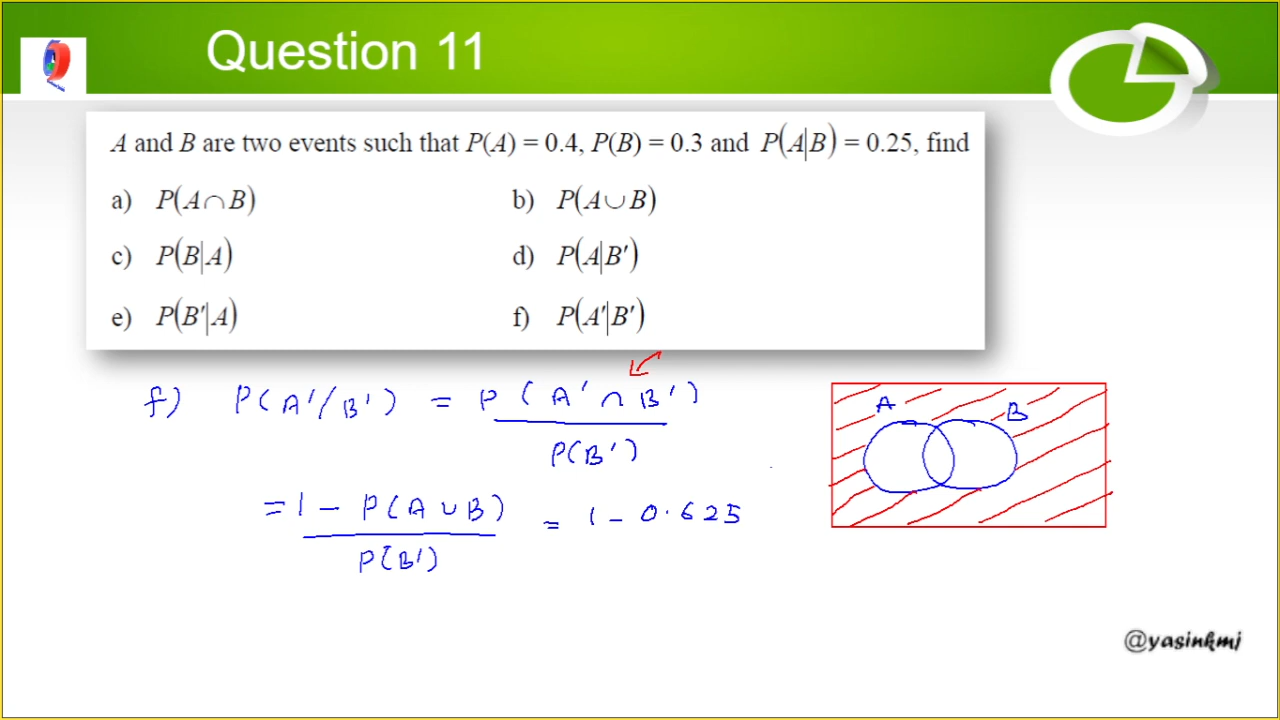 Question 11
A and B are two events such that P(A) = 0.4, P(B) = 0.3 and P(A|B) = 0.25, find
a) P(A∩B) b) P(A∪B)
c) P(B|A) d) P(A|B′)
e) P(B′|A) f) P(A′|B′)
f) P(A'/B') = P(A'∩B')
P(B')
A B
= 1 - P(A∪B) = 1 - 0.625
P(B')
@yasinkmj